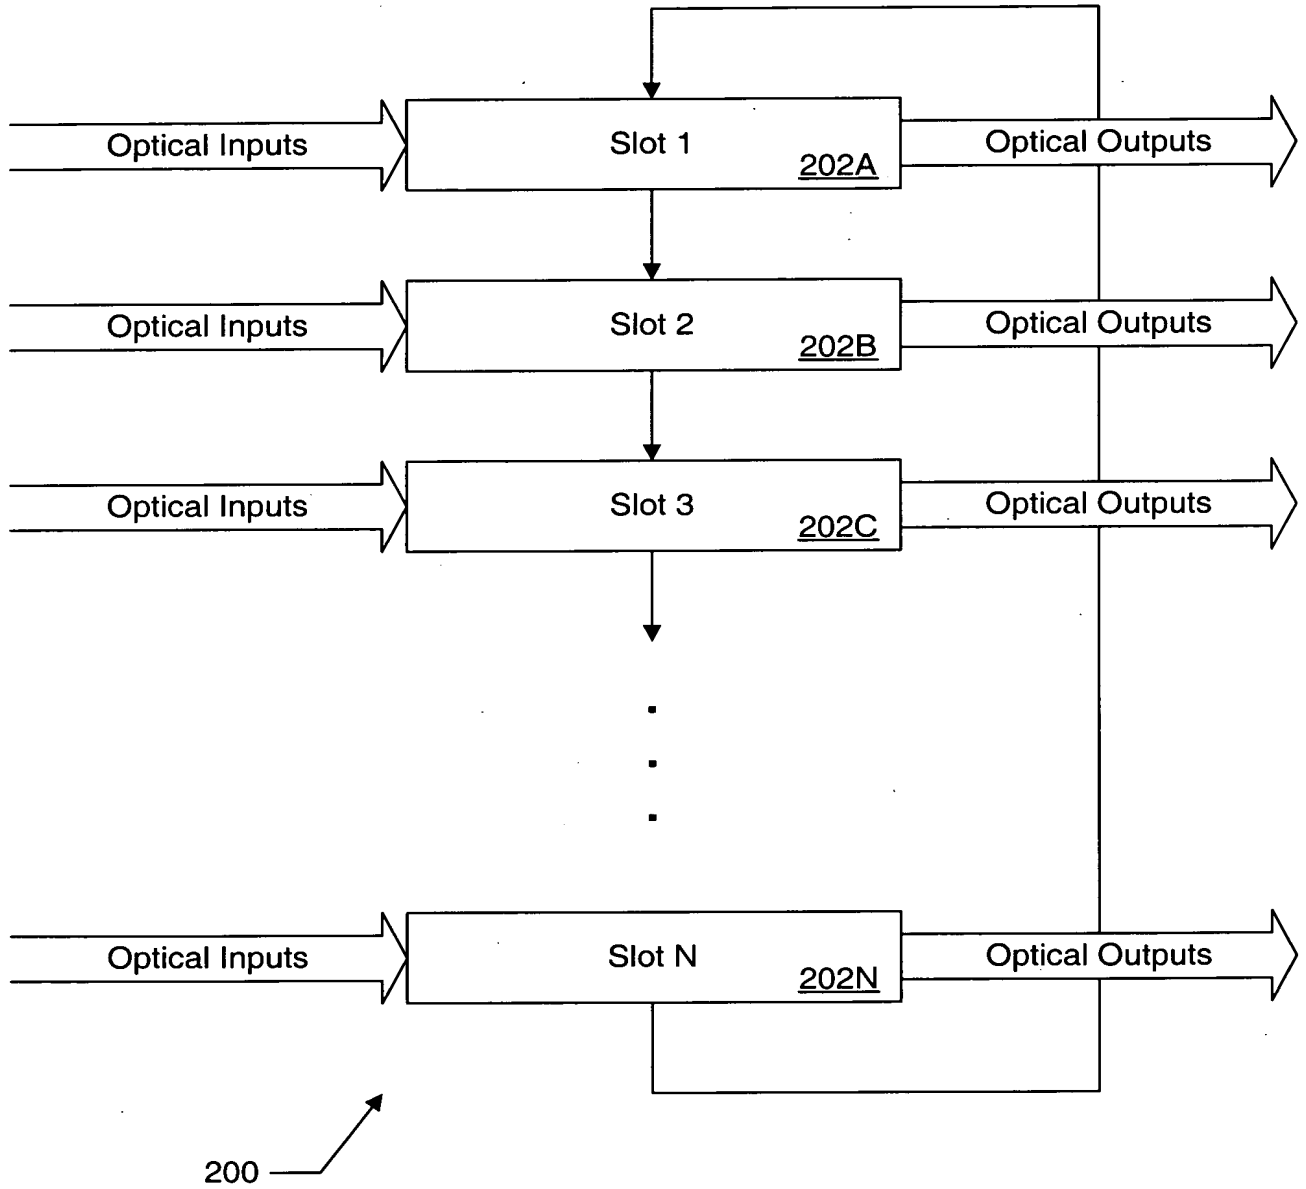 Optical Inputs
Slot 1
202A
Optical Outputs
Optical Inputs
Slot 2
202B
Optical Outputs
Optical Inputs
Slot 3
202C
Optical Outputs
Optical Inputs
Slot N
202N
Optical Outputs
200